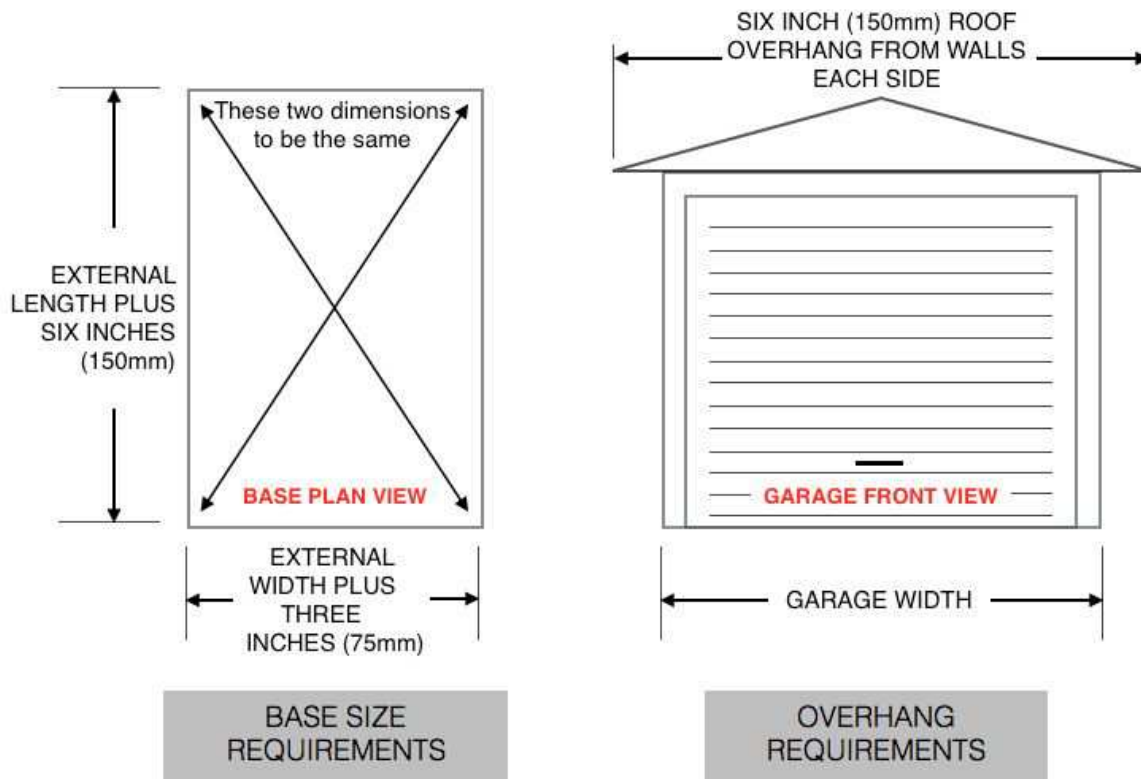 SIX INCH (150mm) ROOF
OVERHANG FROM WALLS
EACH SIDE
These two dimensions
to be the same
EXTERNAL
LENGTH PLUS
SIX INCHES
(150mm)
BASE PLAN VIEW
GARAGE FRONT VIEW
EXTERNAL
WIDTH PLUS
THREE
INCHES (75mm)
GARAGE WIDTH
BASE SIZE
REQUIREMENTS
OVERHANG
REQUIREMENTS